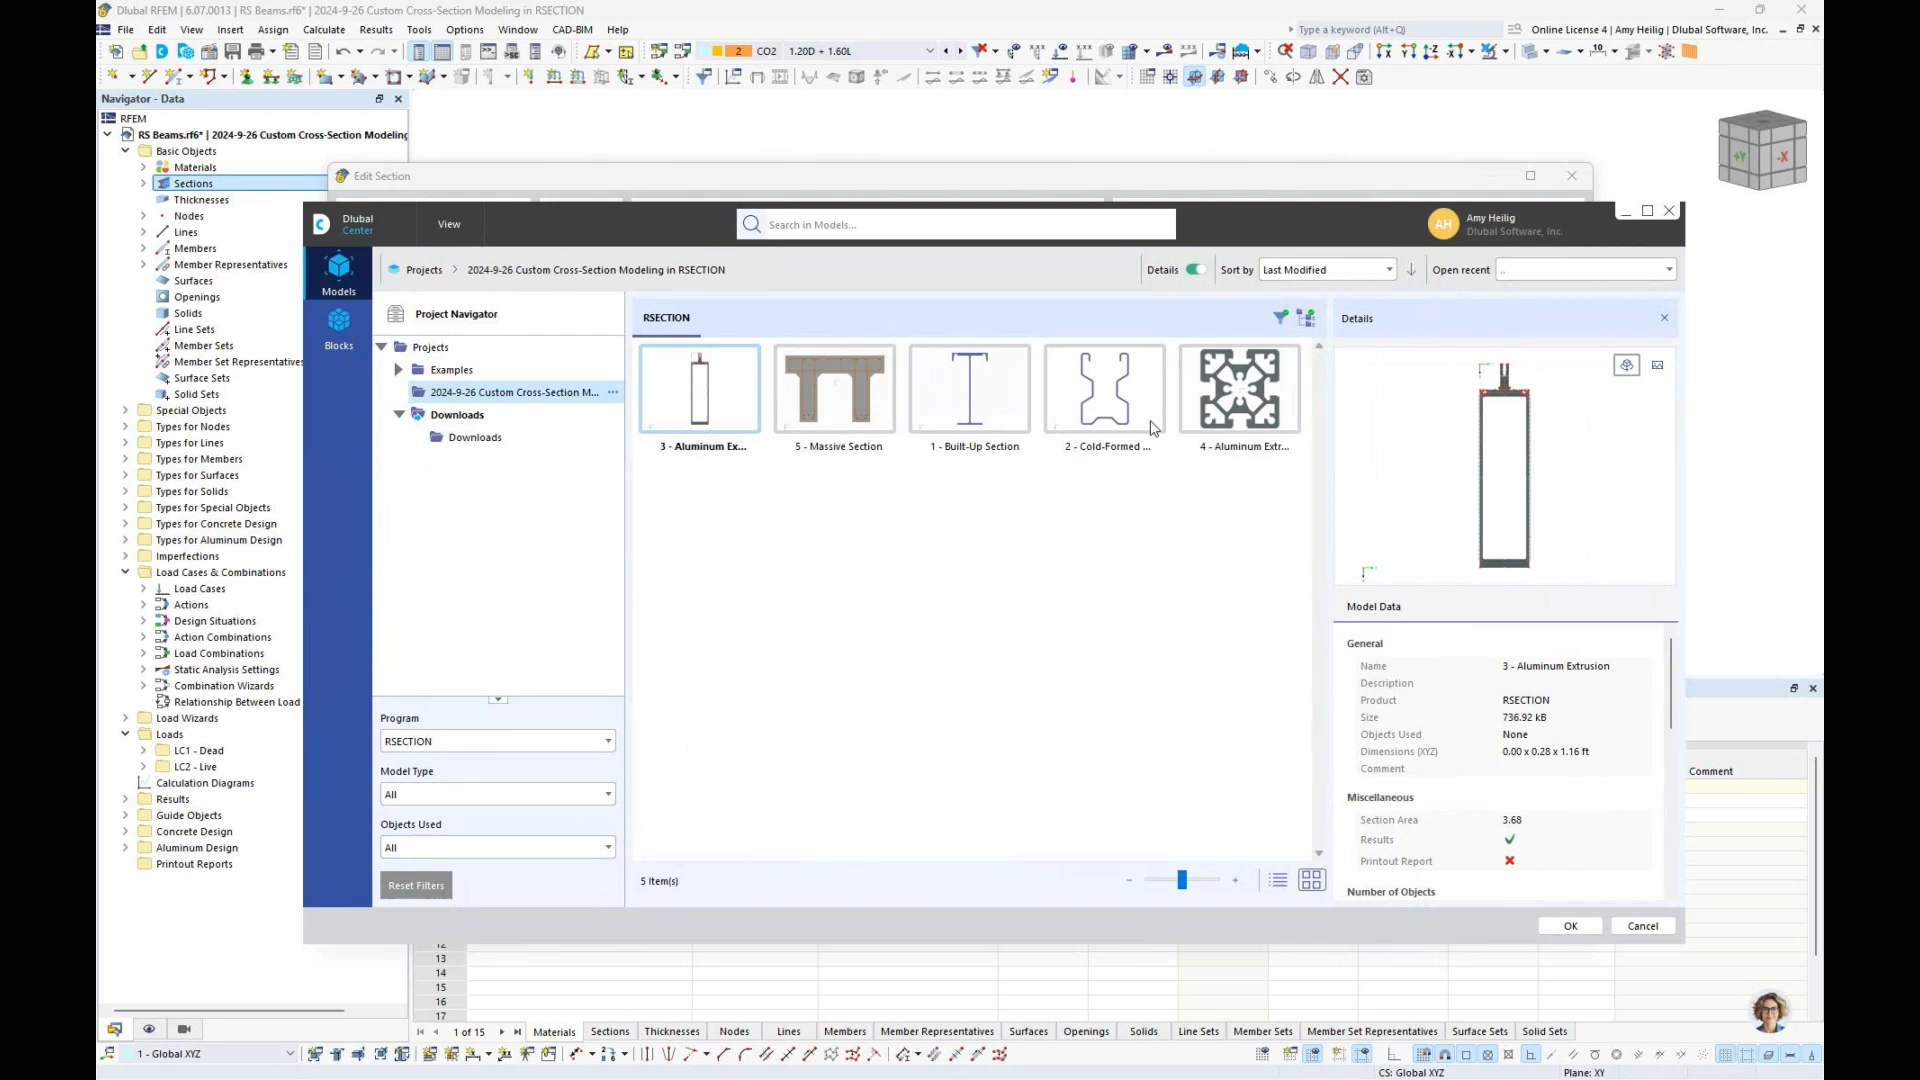 Dlubal RFEM | 6.07.0013 | RS Beams.rf6* | 2024-9-26 Custom Cross-Section Modeling in RSECTION
File Edit View Insert Assign Calculate Results Tools Options Window CAD-BIM Help
Type a keyword (Alt+Q)
Online License 4 | Amy Heilig | Dlubal Software, Inc.
2 CO2 1.20D + 1.60L
Navigator - Data
RFEM
RS Beams.rf6* | 2024-9-26 Custom Cross-Section Modeling
Basic Objects
Materials
Sections
Thicknesses
Nodes
Lines
Members
Member Representatives
Surfaces
Openings
Solids
Line Sets
Member Sets
Member Set Representatives
Surface Sets
Solid Sets
Special Objects
Types for Nodes
Types for Lines
Types for Members
Types for Surfaces
Types for Solids
Types for Special Objects
Types for Concrete Design
Types for Aluminum Design
Imperfections
Load Cases & Combinations
Load Cases
Actions
Design Situations
Action Combinations
Load Combinations
Static Analysis Settings
Combination Wizards
Relationship Between Load
Load Wizards
Loads
LC1 - Dead
LC2 - Live
Calculation Diagrams
Results
Guide Objects
Concrete Design
Aluminum Design
Printout Reports
1 - Global XYZ
Edit Section
+Y -X
Dlubal
Center
View
Search in Models...
AH
Amy Heilig
Dlubal Software, Inc.
Models
Blocks
Projects > 2024-9-26 Custom Cross-Section Modeling in RSECTION
Details
Sort by Last Modified
Open recent ..
Project Navigator
Projects
Examples
2024-9-26 Custom Cross-Section M... ...
Downloads
Downloads
Program
RSECTION
Model Type
All
Objects Used
All
Reset Filters
RSECTION
3 - Aluminum Ex...
5 - Massive Section
1 - Built-Up Section
2 - Cold-Formed ...
4 - Aluminum Extr...
5 Item(s)
Details
Model Data
General
Name 3 - Aluminum Extrusion
Description
Product RSECTION
Size 736.92 kB
Objects Used None
Dimensions (XYZ) 0.00 x 0.28 x 1.16 ft
Comment
Miscellaneous
Section Area 3.68
Results
Printout Report
Number of Objects
OK
Cancel
Comment
12
13
14
15
16
17
1 of 15
Materials Sections Thicknesses Nodes Lines Members Member Representatives Surfaces Openings Solids Line Sets Member Sets Member Set Representatives Surface Sets Solid Sets
CS: Global XYZ
Plane: XY